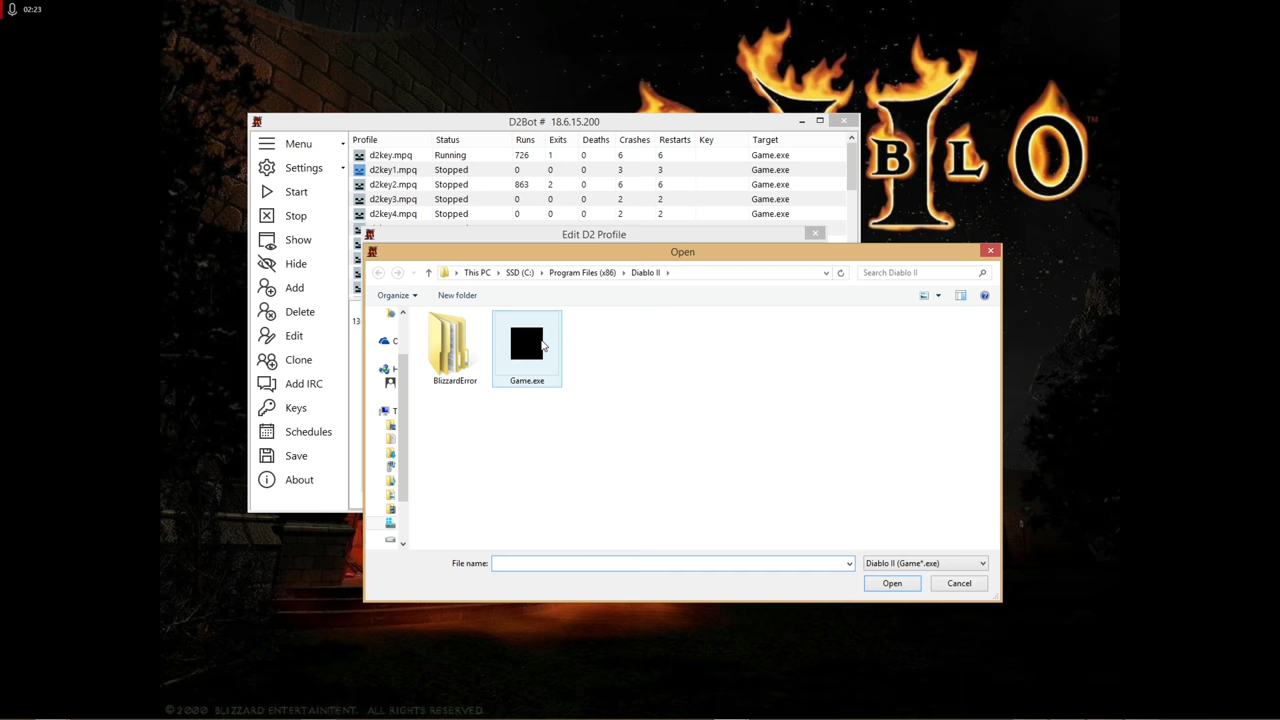 02:23
BLO
TM
D2Bot # 18.6.15.200
Menu
Settings
Start
Stop
Show
Hide
Add
Delete
Edit
Clone
Add IRC
Keys
Schedules
Save
About
Profile Status Runs Exits Deaths Crashes Restarts Key Target
d2key.mpq Running 726 1 0 6 6 Game.exe
d2key1.mpq Stopped 0 0 0 3 3 Game.exe
d2key2.mpq Stopped 863 2 0 6 6 Game.exe
d2key3.mpq Stopped 0 0 0 2 2 Game.exe
d2key4.mpq Stopped 0 0 0 2 2 Game.exe
13
Edit D2 Profile
Open
This PC SSD (C:) Program Files (x86) Diablo II
Search Diablo II
Organize New folder
BlizzardError
Game.exe
File name:
Diablo II (Game*.exe)
Open Cancel
©2000 BLIZZARD ENTERTAINMENT. ALL RIGHTS RESERVED.